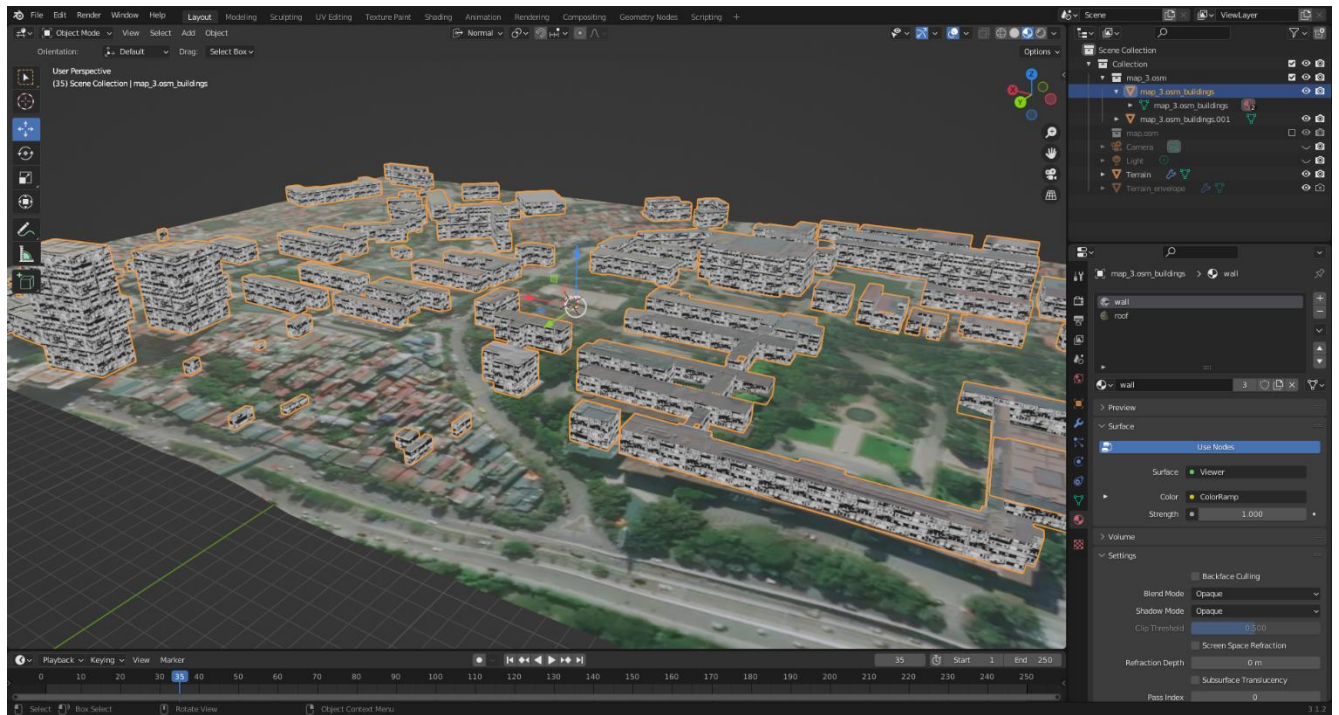 File Edit Render Window Help Layout Modeling Sculpting UV Editing Texture Paint Shading Animation Rendering Compositing Geometry Nodes Scripting + Scene ViewLayer
Object Mode View Select Add Object Normal
Orientation: Default Drag: Select Box Options
User Perspective
(35) Scene Collection | map_3.osm_buildings
Z
X
Y
Scene Collection
Collection
map_3.osm
map_3.osm_buildings
map_3.osm_buildings 2
map_3.osm_buildings.001
map.osm
Camera
Light
Terrain
Terrain_envelope
map_3.osm_buildings > wall
wall
roof
wall 3
Preview
Surface
Use Nodes
Surface Viewer
Color ColorRamp
Strength 1.000
Volume
Settings
Backface Culling
Blend Mode Opaque
Shadow Mode Opaque
Clip Threshold 0.500
Screen Space Refraction
Refraction Depth 0 m
Subsurface Translucency
Pass Index 0
Playback Keying View Marker 35 Start 1 End 250
0 10 20 30 35 40 50 60 70 80 90 100 110 120 130 140 150 160 170 180 190 200 210 220 230 240 250
Select Box Select Rotate View Object Context Menu 3.1.2